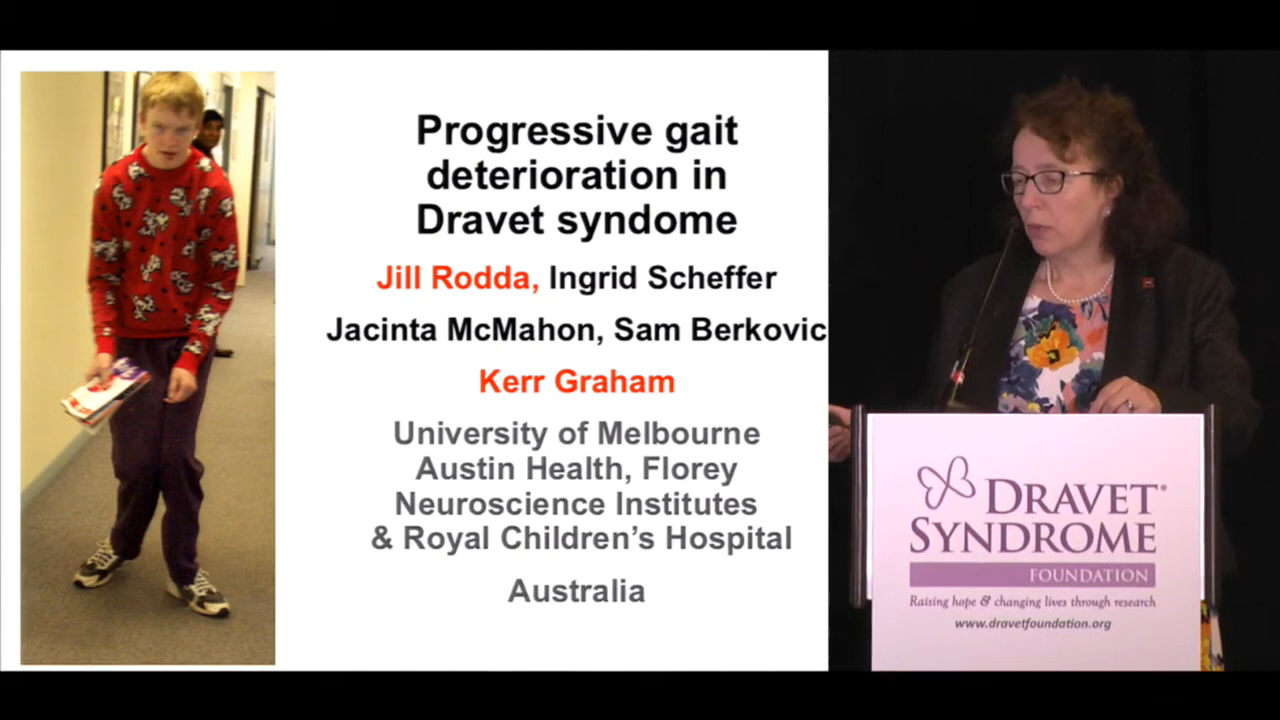 Progressive gait
deterioration in
Dravet syndome
Jill Rodda, Ingrid Scheffer
Jacinta McMahon, Sam Berkovic
Kerr Graham
University of Melbourne
Austin Health, Florey
Neuroscience Institutes
& Royal Children's Hospital
Australia
DRAVET®
SYNDROME
FOUNDATION
Raising hope & changing lives through research
www.dravetfoundation.org